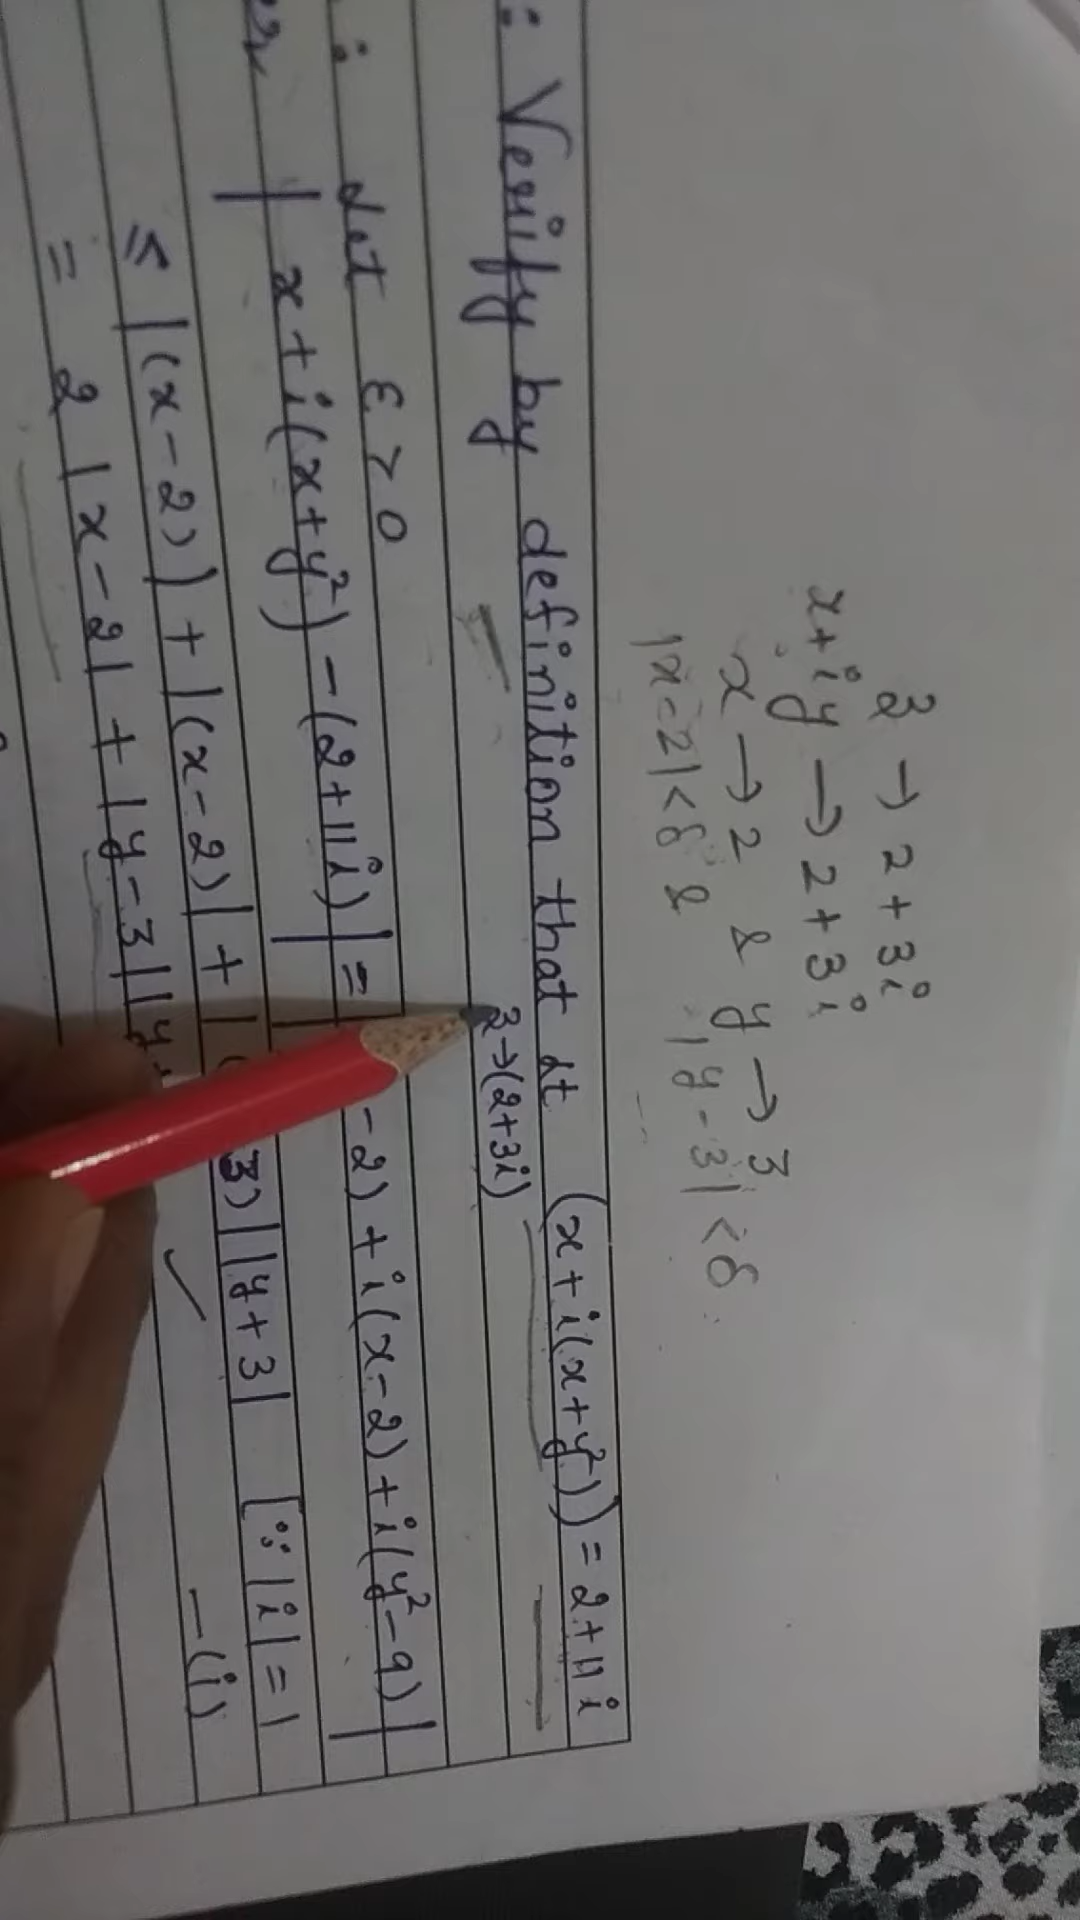 z → 2+3i
x+iy → 2+3i
x → 2 & y → 3
|x-2|<δ & |y-3|<δ
: Verify by definition that lt (x+i(x+y²)) = 2+11i
z→(2+3i)
: let ε>0
| x+i(x+y²) - (2+11i) | = -2) + i(x-2) + i(y²-9) |
≤ |(x-2)| + |(x-2)| + | 3)||y+3| [∵ |i|=1
= 2|x-2| + |y-3||y -(i)